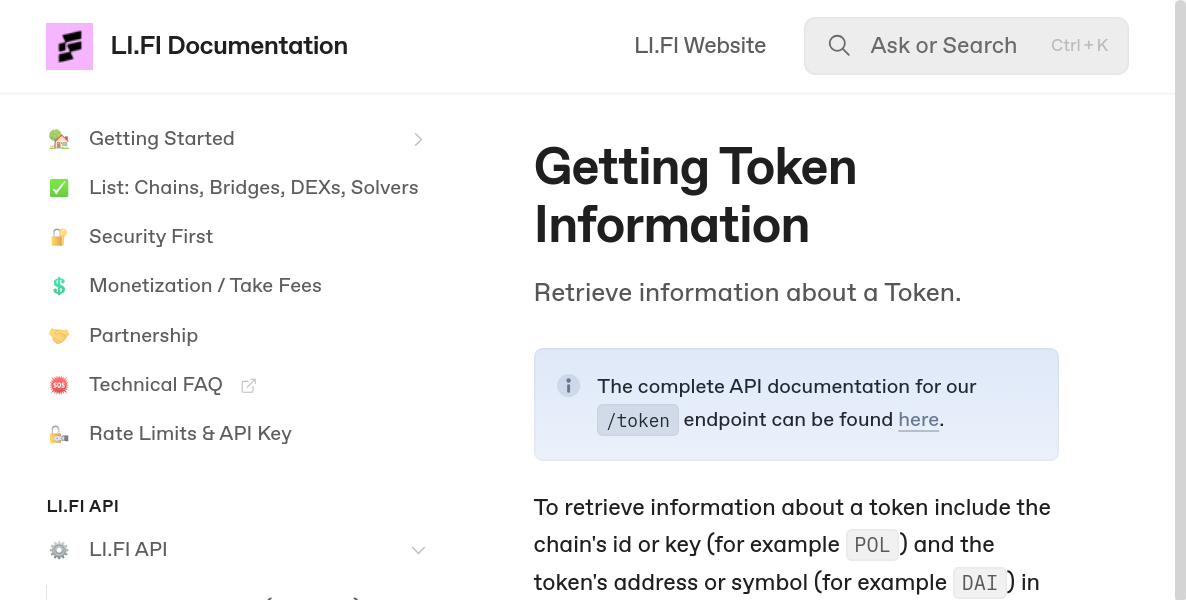 LI.FI Documentation
LI.FI Website
Ask or Search Ctrl + K
Getting Started
List: Chains, Bridges, DEXs, Solvers
Security First
Monetization / Take Fees
Partnership
Technical FAQ
Rate Limits & API Key
LI.FI API
LI.FI API
Getting Token
Information
Retrieve information about a Token.
The complete API documentation for our
/token endpoint can be found here.
To retrieve information about a token include the
chain's id or key (for example POL) and the
token's address or symbol (for example DAI) in